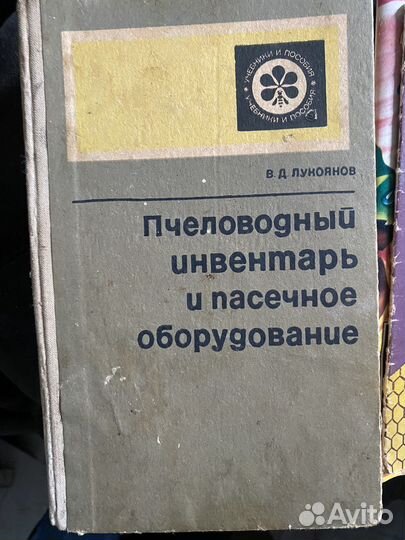 УЧЕБНИКИ И ПОСОБИЯ
УЧЕБНИКИ И ПОСОБИЯ
В. Д. ЛУКОЯНОВ
Пчеловодный
инвентарь
и пасечное
оборудование
Avito